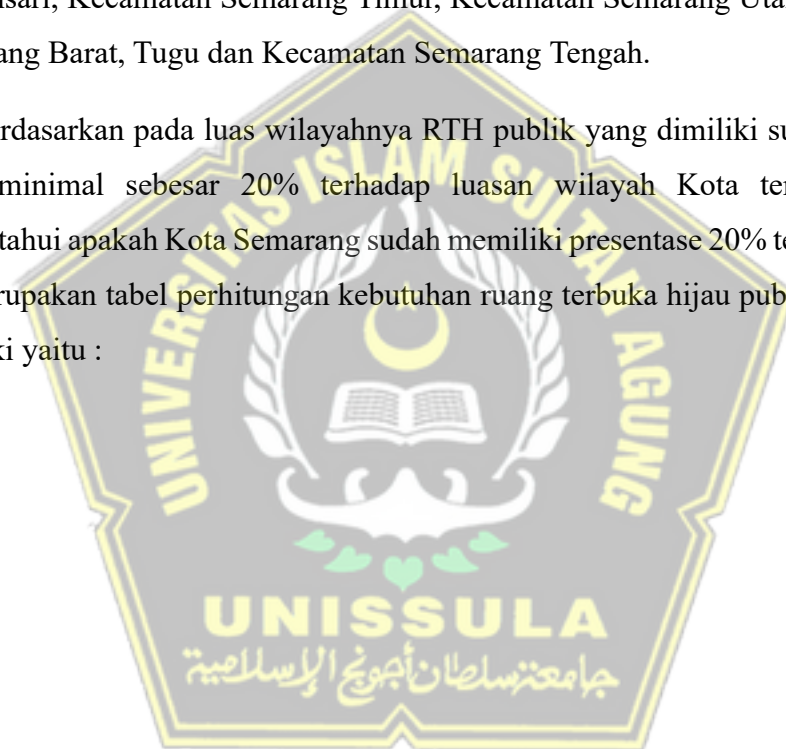 sari, Kecamatan Semarang Timur, Kecamatan Semarang Uta
ang Barat, Tugu dan Kecamatan Semarang Tengah.
rdasarkan pada luas wilayahnya RTH publik yang dimiliki su
minimal sebesar 20% terhadap luasan wilayah Kota ter
tahui apakah Kota Semarang sudah memiliki presentase 20% te
rupakan tabel perhitungan kebutuhan ruang terbuka hijau pub
ki yaitu :
UNIVERSITAS ISLAM SULTAN AGUNG
UNISSULA
جامعة سلطان أجونج الإسلامية